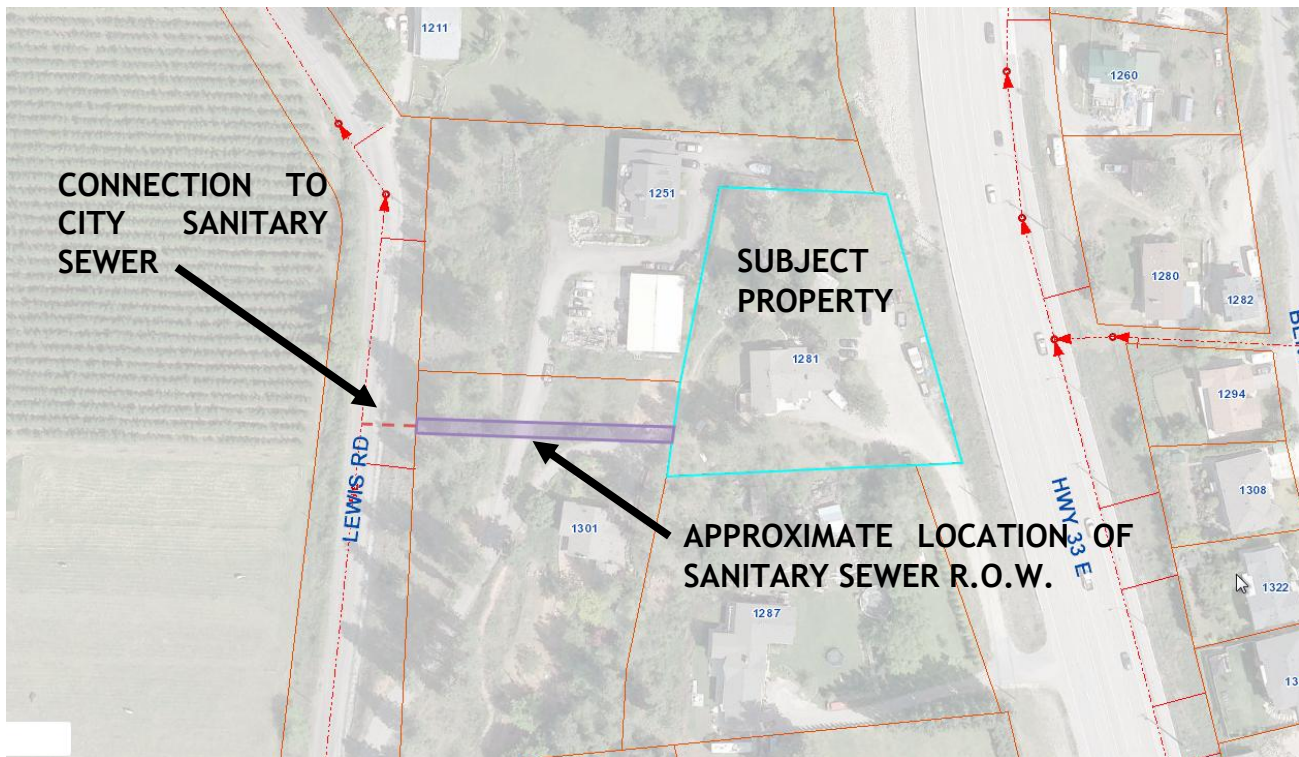 1211
1260
CONNECTION TO
CITY SANITARY
SEWER
1251
SUBJECT
PROPERTY
1280
1282
1281
1294
LEWIS RD
HWY 33 E
1308
1301
APPROXIMATE LOCATION OF
SANITARY SEWER R.O.W.
1322
1287